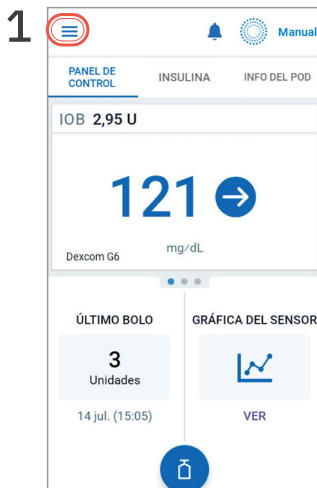 1
Manual
PANEL DE CONTROL
INSULINA
INFO DEL POD
IOB 2,95 U
121
mg/dL
Dexcom G6
ÚLTIMO BOLO
GRÁFICA DEL SENSOR
3
Unidades
14 jul. (15:05)
VER